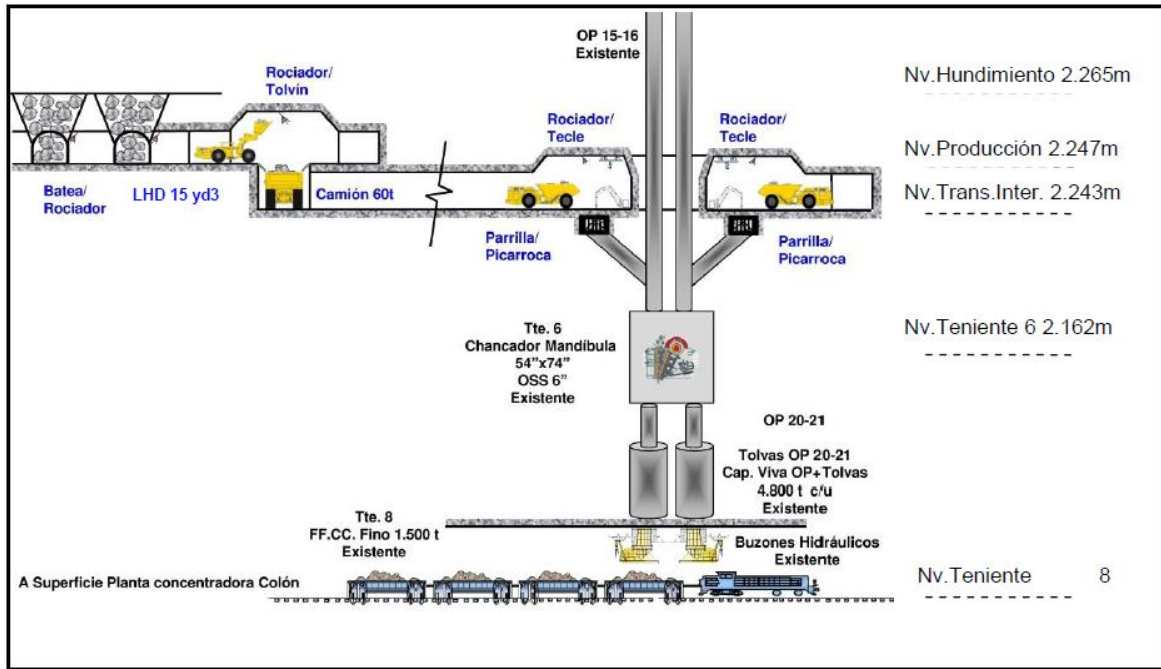 OP 15-16
Existente
Nv.Hundimiento 2.265m
Rociador/
Tolvín
Rociador/
Tecle
Rociador/
Tecle
Nv.Producción 2.247m
Batea/
Rociador
LHD 15 yd3
Camión 60t
Nv.Trans.Inter. 2.243m
Parrilla/
Picarroca
Parrilla/
Picarroca
Tte. 6
Chancador Mandíbula
54”x74”
OSS 6”
Existente
Nv.Teniente 6 2.162m
OP 20-21
Tolvas OP 20-21
Cap. Viva OP+Tolvas
4.800 t c/u
Existente
Tte. 8
FF.CC. Fino 1.500 t
Existente
Buzones Hidráulicos
Existente
A Superficie Planta concentradora Colón
Nv.Teniente 8